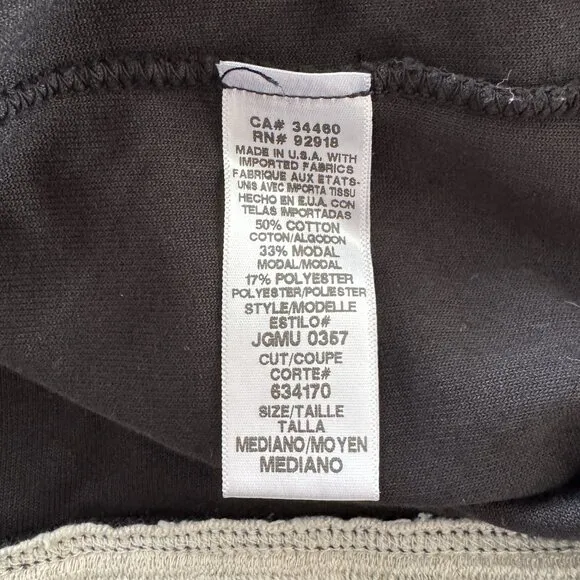 CA# 34460
RN# 92918
MADE IN U.S.A. WITH
IMPORTED FABRICS
FABRIQUE AUX ETATS-
UNIS AVEC IMPORTA TISSU
HECHO EN E.U.A. CON
TELAS IMPORTADAS
50% COTTON
COTON/ALGODON
33% MODAL
MODAL/MODAL
17% POLYESTER
POLYESTER/POLIESTER
STYLE/MODELLE
ESTILO#
JGMU 0357
CUT/COUPE
CORTE#
634170
SIZE/TAILLE
TALLA
MEDIANO/MOYEN
MEDIANO